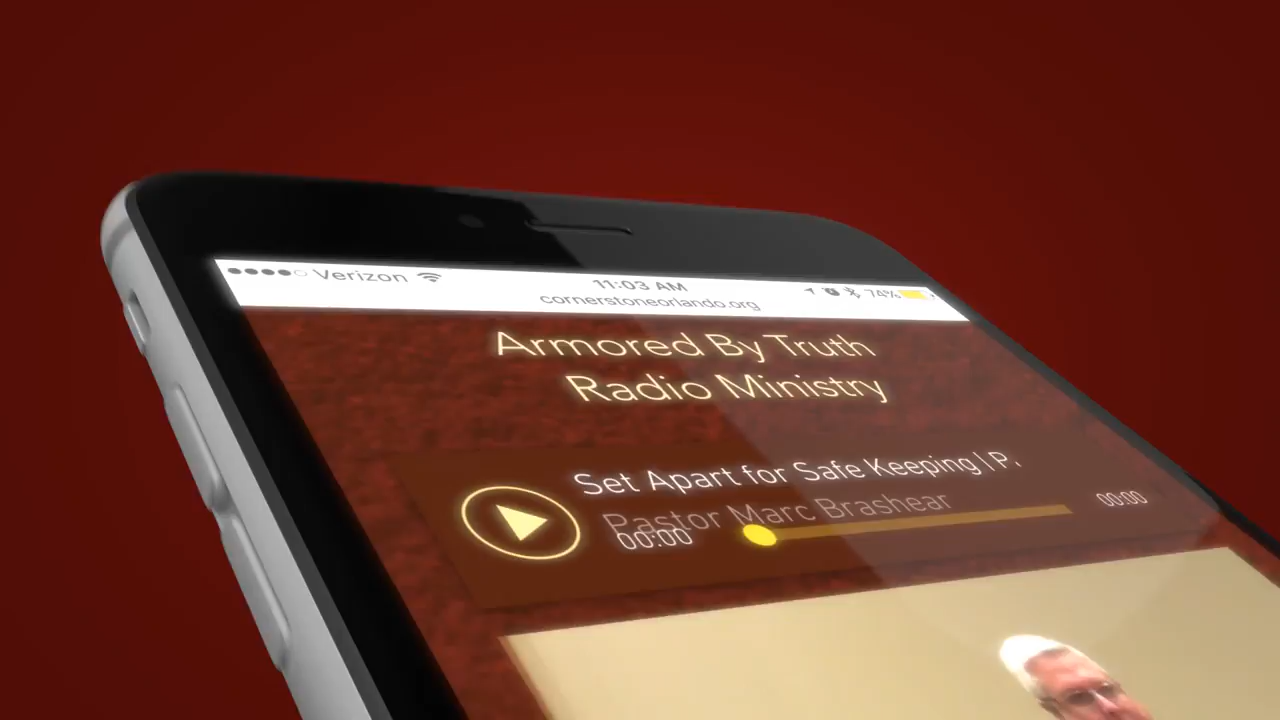 Verizon 11:03 AM 74%
cornerstoneorlando.org
Armored By Truth
Radio Ministry
Set Apart for Safe Keeping | P.
Pastor Marc Brashear
00:00 00:00